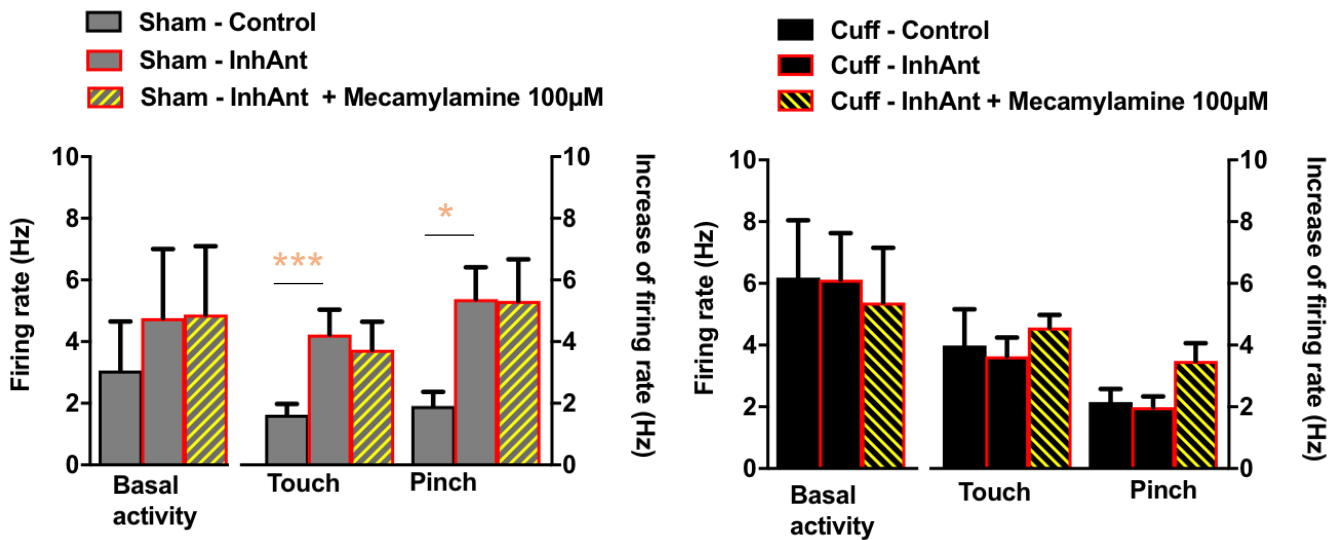 Sham - Control
Sham - InhAnt
Sham - InhAnt + Mecamylamine 100µM
Firing rate (Hz)
10
8
6
4
2
0
***
*
10
8
6
4
2
0
Increase of firing rate (Hz)
Basal activity
Touch
Pinch
Cuff - Control
Cuff - InhAnt
Cuff - InhAnt + Mecamylamine 100µM
Firing rate (Hz)
10
8
6
4
2
0
10
8
6
4
2
0
Increase of firing rate (Hz)
Basal
activity
Touch
Pinch